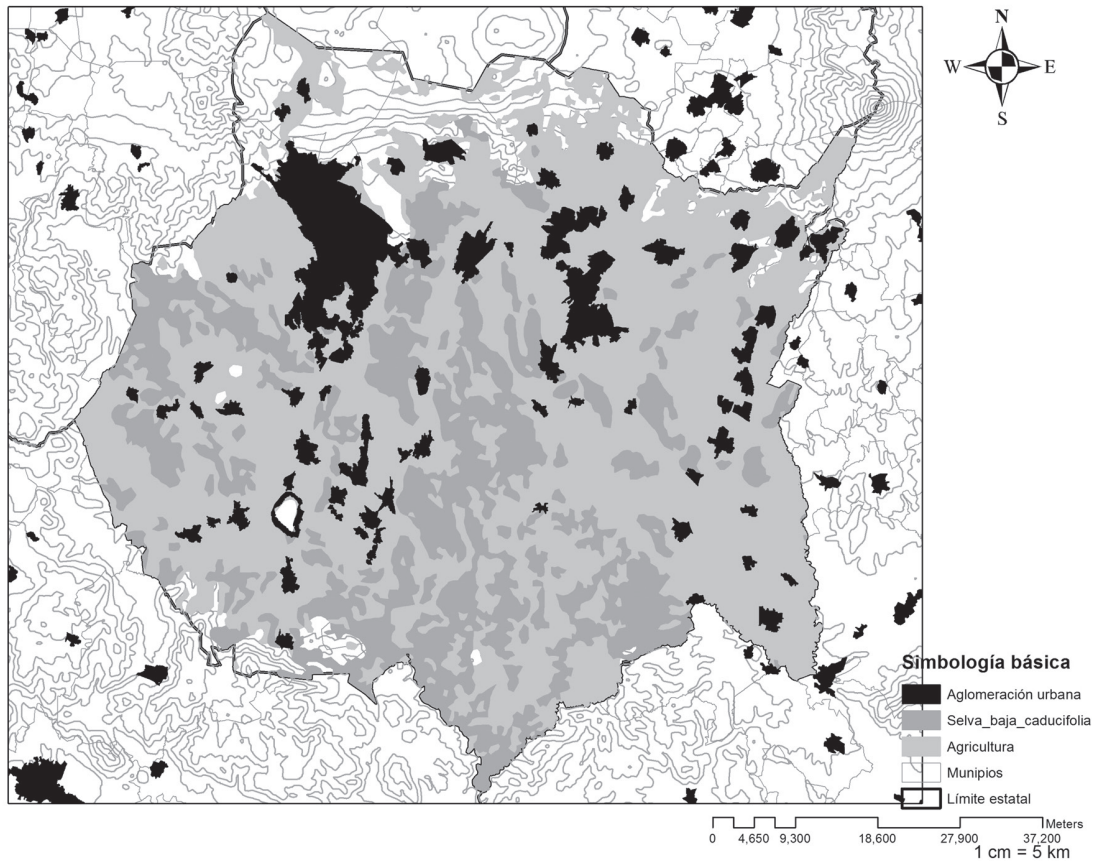 N
W E
S
Simbología básica
Aglomeración urbana
Selva_baja_caducifolia
Agricultura
Munipios
Límite estatal
Meters
0 4,650 9,300 18,600 27,900 37,200
1 cm = 5 km